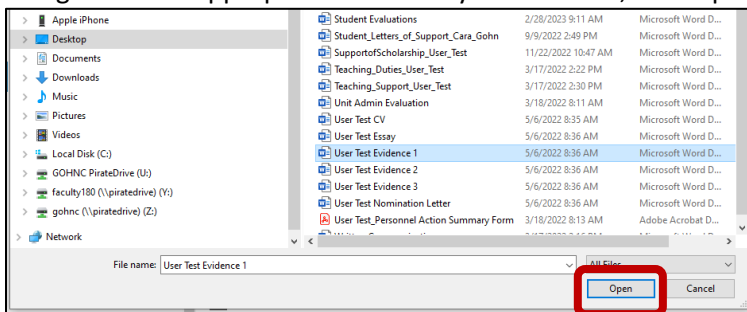 Apple iPhone
Desktop
Documents
Downloads
Music
Pictures
Videos
Local Disk (C:)
GOHNC PirateDrive (U:)
faculty180 (\\piratedrive) (Y:)
gohnc (\\piratedrive) (Z:)
Network
Student Evaluations 2/28/2023 9:11 AM Microsoft Word D...
Student_Letters_of_Support_Cara_Gohn 9/9/2022 2:49 PM Microsoft Word D...
SupportofScholarship_User_Test 11/22/2022 10:47 AM Microsoft Word D...
Teaching_Duties_User_Test 3/17/2022 2:22 PM Microsoft Word D...
Teaching_Support_User_Test 3/17/2022 2:30 PM Microsoft Word D...
Unit Admin Evaluation 3/18/2022 8:11 AM Microsoft Word D...
User Test CV 5/6/2022 8:35 AM Microsoft Word D...
User Test Essay 5/6/2022 8:36 AM Microsoft Word D...
User Test Evidence 1 5/6/2022 8:36 AM Microsoft Word D...
User Test Evidence 2 5/6/2022 8:36 AM Microsoft Word D...
User Test Evidence 3 5/6/2022 8:36 AM Microsoft Word D...
User Test Nomination Letter 5/6/2022 8:36 AM Microsoft Word D...
User Test_Personnel Action Summary Form 3/18/2022 8:13 AM Adobe Acrobat D...
File name: User Test Evidence 1 All Files
Open Cancel